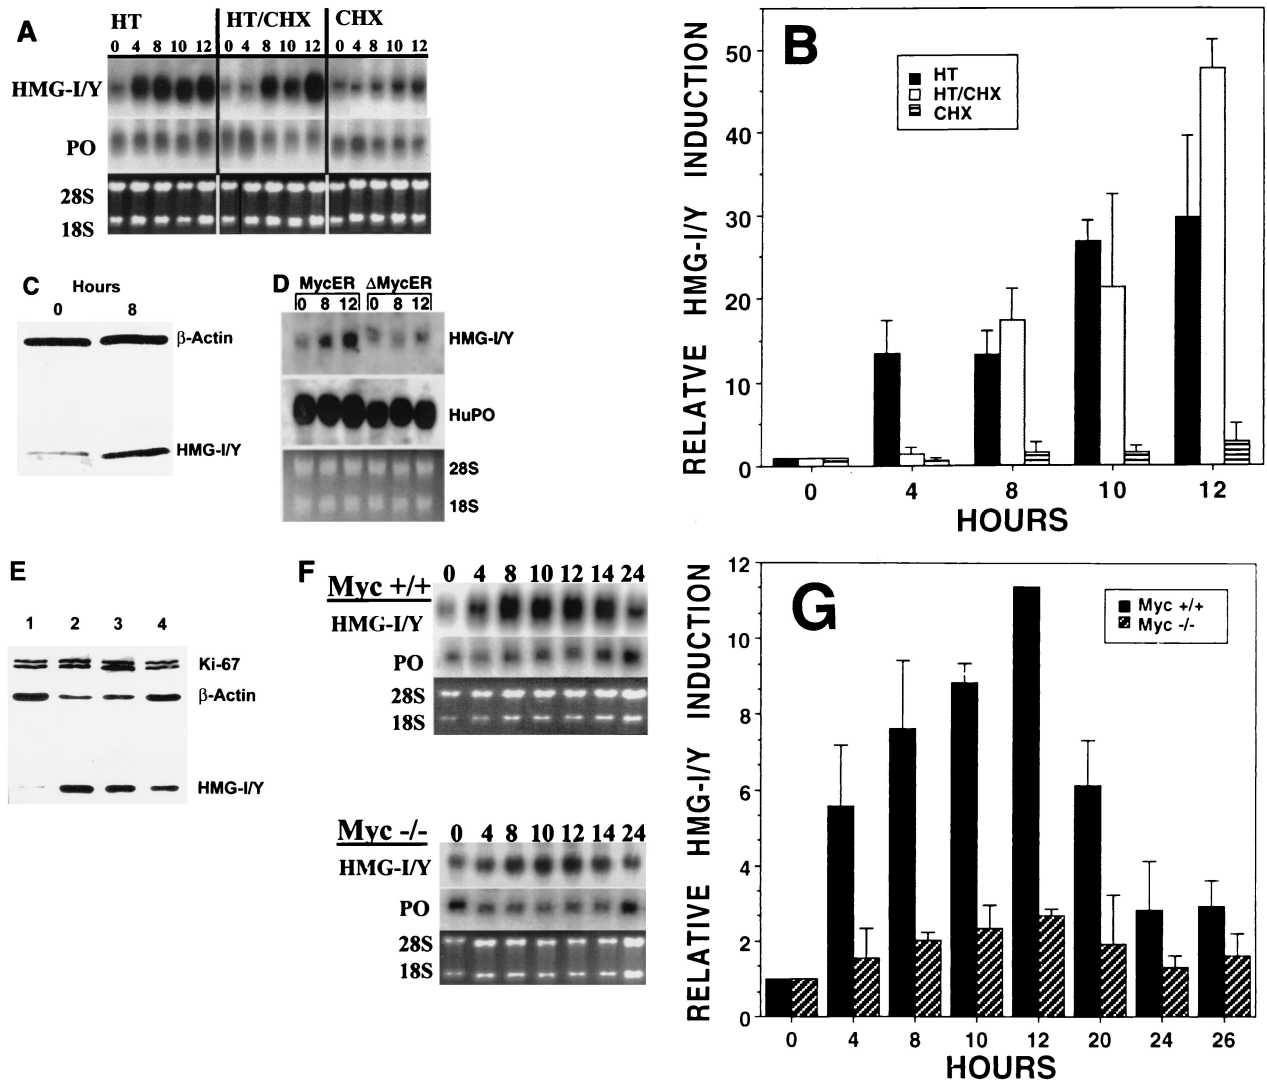 A
HT HT/CHX CHX
0 4 8 10 12 0 4 8 10 12 0 4 8 10 12
HMG-I/Y
PO
28S
18S
B
RELATVE HMG-I/Y INDUCTION
50
40
30
20
10
0
HT
HT/CHX
CHX
0 4 8 10 12
HOURS
C
Hours
0 8
β-Actin
HMG-I/Y
D
MycER ΔMycER
0 8 12 0 8 12
HMG-I/Y
HuPO
28S
18S
E
1 2 3 4
Ki-67
β-Actin
HMG-I/Y
F
Myc +/+
0 4 8 10 12 14 24
HMG-I/Y
PO
28S
18S
Myc -/-
0 4 8 10 12 14 24
HMG-I/Y
PO
28S
18S
G
RELATIVE HMG-I/Y INDUCTION
12
10
8
6
4
2
0
Myc +/+
Myc -/-
0 4 8 10 12 20 24 26
HOURS